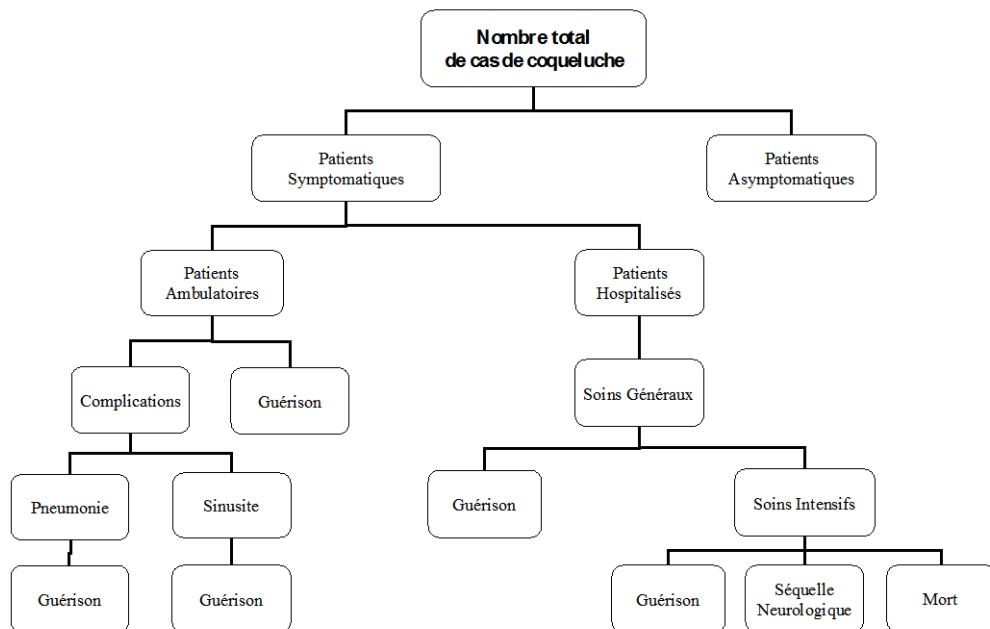 Nombre total
de cas de coqueluche
Patients
Symptomatiques
Patients
Asymptomatiques
Patients
Ambulatoires
Patients
Hospitalisés
Complications
Guérison
Soins Généraux
Pneumonie
Sinusite
Guérison
Soins Intensifs
Guérison
Guérison
Guérison
Séquelle
Neurologique
Mort